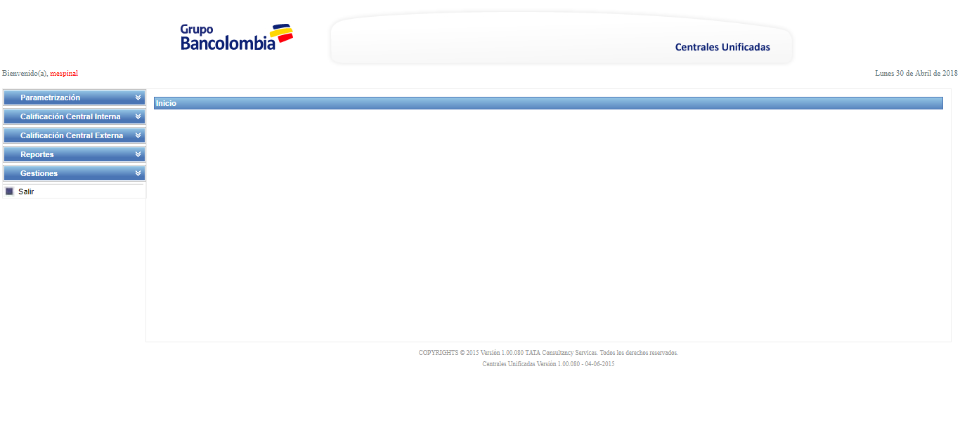 Grupo
Bancolombia
Centrales Unificadas
Bienvenido(a), mespinal
Lunes 30 de Abril de 2018
Parametrización
Inicio
Calificación Central Interna
Calificación Central Externa
Reportes
Gestiones
Salir
COPYRIGHTS © 2015 Versión 1.00.080 TATA Consultancy Services. Todos los derechos reservados.
Centrales Unificadas Versión 1.00.080 - 04-06-2015